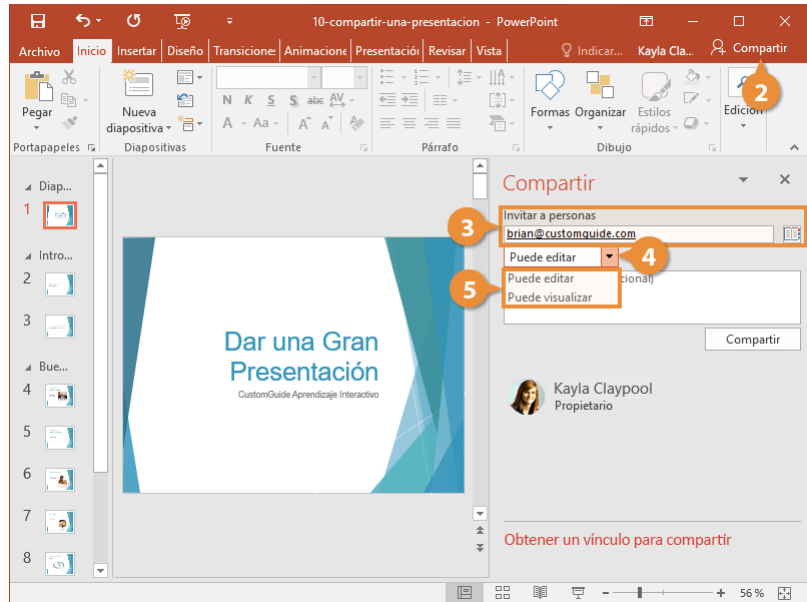 10-compartir-una-presentacion - PowerPoint
Archivo Inicio Insertar Diseño Transicione: Animacione Presentació Revisar Vista Indicar... Kayla Cla... Compartir
2
Pegar Nueva diapositiva N K S S abc AV A Aa A A Formas Organizar Estilos rápidos Edición
Portapapeles Diapositivas Fuente Párrafo Dibujo
Diap...
1
Intro...
2
3
Bue...
4
5
6
7
8
Dar una Gran
Presentación
CustomGuide Aprendizaje Interactivo
Compartir
Invitar a personas
3
brian@customguide.com
Puede editar
4
5
Puede editar
cional)
Puede visualizar
Compartir
Kayla Claypool
Propietario
Obtener un vínculo para compartir
56 %